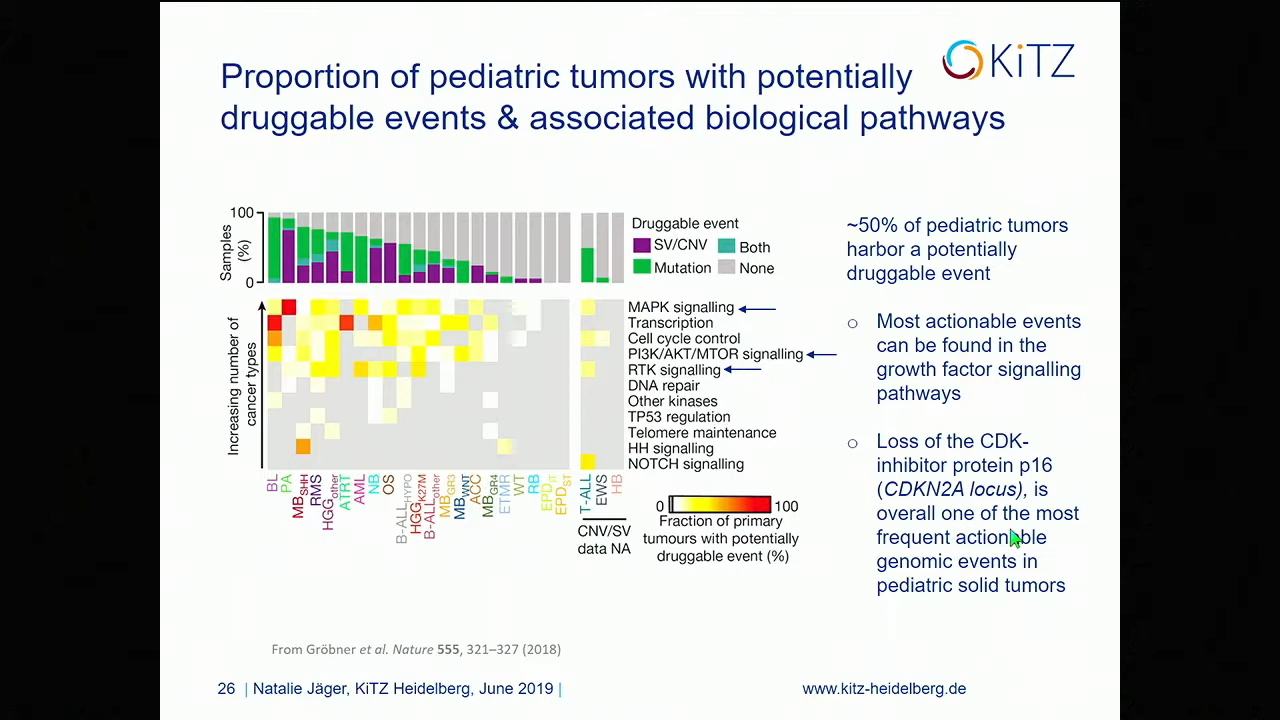 KiTZ
Proportion of pediatric tumors with potentially
druggable events & associated biological pathways
100
0
Samples
(%)
Druggable event
SV/CNV
Both
Mutation
None
Increasing number of
cancer types
MAPK signalling
Transcription
Cell cycle control
PI3K/AKT/MTOR signalling
RTK signalling
DNA repair
Other kinases
TP53 regulation
Telomere maintenance
HH signalling
NOTCH signalling
BL
PA
MBSHH
RMS
HGGother
ATRT
AML
NB
OS
B-ALLHYPO
HGGK27M
B-ALLother
MBGR3
MBWNT
ACC
MBGR4
ETMR
WT
RB
EPDIT
EPDST
T-ALL
EWS
HB
CNV/SV
data NA
0
100
Fraction of primary
tumours with potentially
druggable event (%)
~50% of pediatric tumors
harbor a potentially
druggable event
○ Most actionable events
can be found in the
growth factor signalling
pathways
○ Loss of the CDK-
inhibitor protein p16
(CDKN2A locus), is
overall one of the most
frequent actionable
genomic events in
pediatric solid tumors
From Gröbner et al. Nature 555, 321–327 (2018)
26 | Natalie Jäger, KiTZ Heidelberg, June 2019 |
www.kitz-heidelberg.de